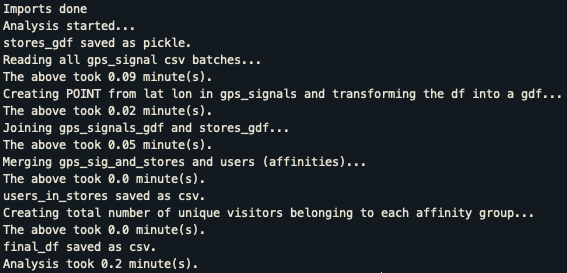 Imports done
Analysis started...
stores_gdf saved as pickle.
Reading all gps_signal csv batches...
The above took 0.09 minute(s).
Creating POINT from lat lon in gps_signals and transforming the df into a gdf...
The above took 0.02 minute(s).
Joining gps_signals_gdf and stores_gdf...
The above took 0.05 minute(s).
Merging gps_sig_and_stores and users (affinities)...
The above took 0.0 minute(s).
users_in_stores saved as csv.
Creating total number of unique visitors belonging to each affinity group...
The above took 0.0 minute(s).
final_df saved as csv.
Analysis took 0.2 minute(s).